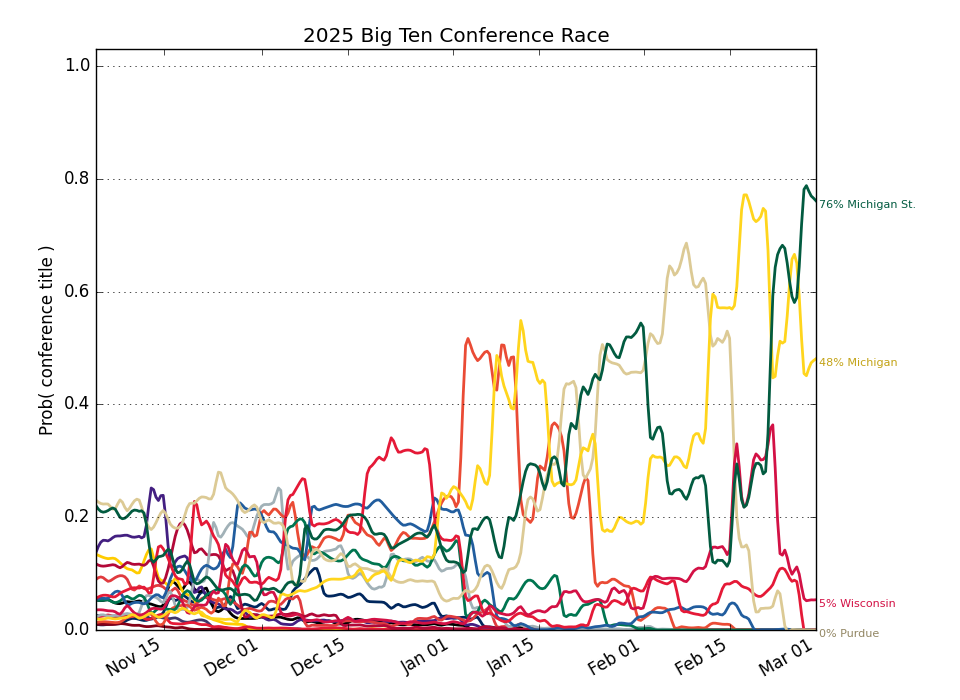 2025 Big Ten Conference Race
Prob( conference title )
1.0
0.8
0.6
0.4
0.2
0.0
76% Michigan St.
48% Michigan
5% Wisconsin
0% Purdue
Nov 15
Dec 01
Dec 15
Jan 01
Jan 15
Feb 01
Feb 15
Mar 01